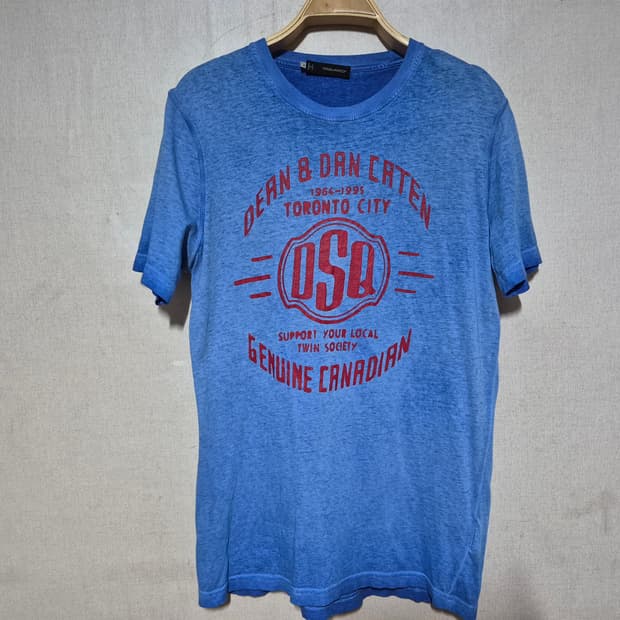 DEAN & DAN CATEN
1964-1995
TORONTO CITY
DSQ
SUPPORT YOUR LOCAL
TWIN SOCIETY
GENUINE CANADIAN